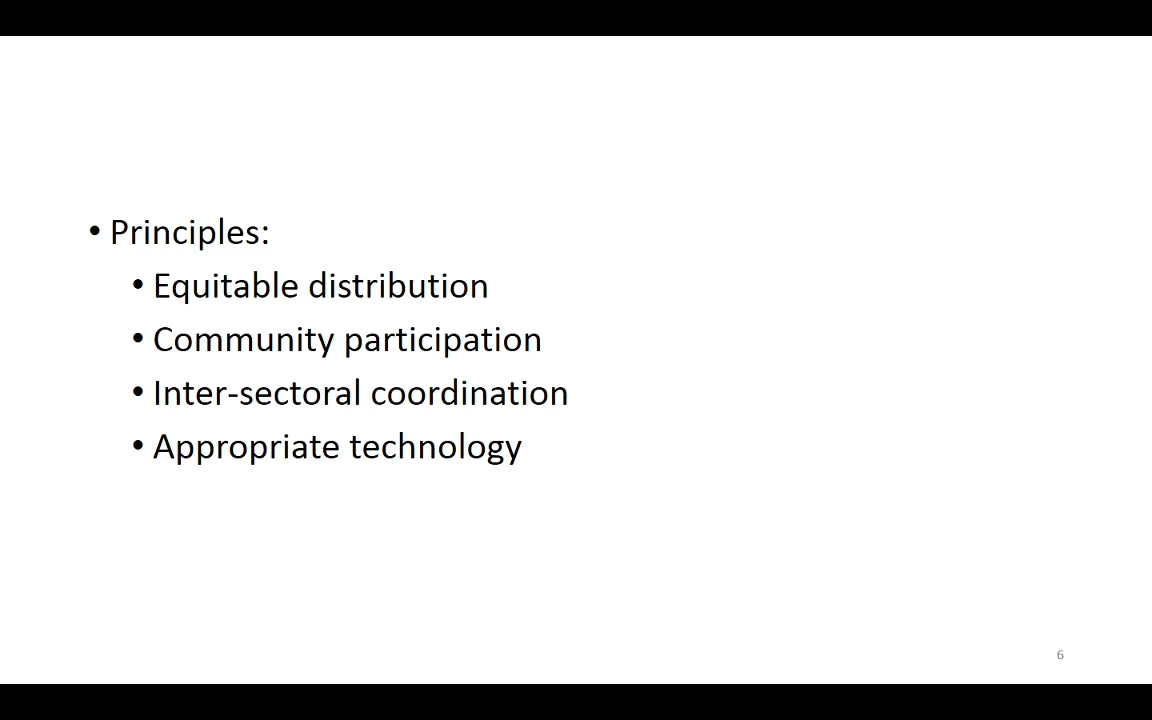 • Principles:
• Equitable distribution
• Community participation
• Inter-sectoral coordination
• Appropriate technology
6